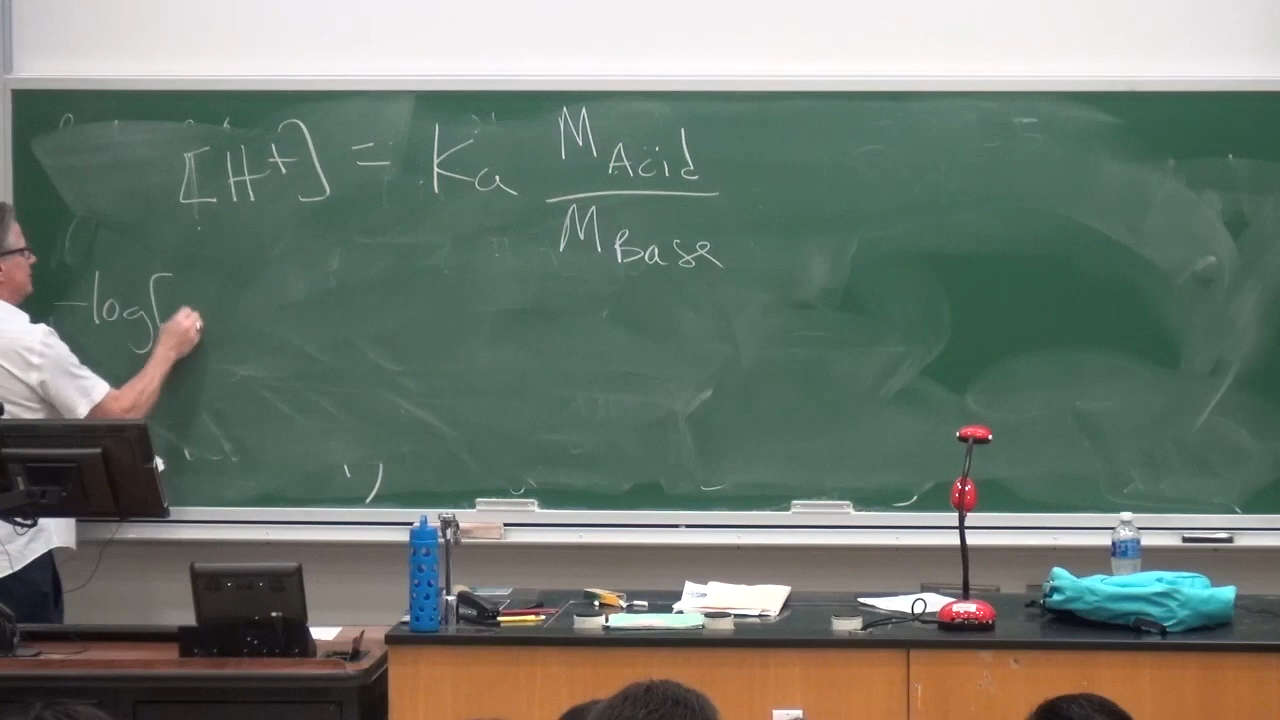 [H+] = Ka M Acid / M Base
-log[